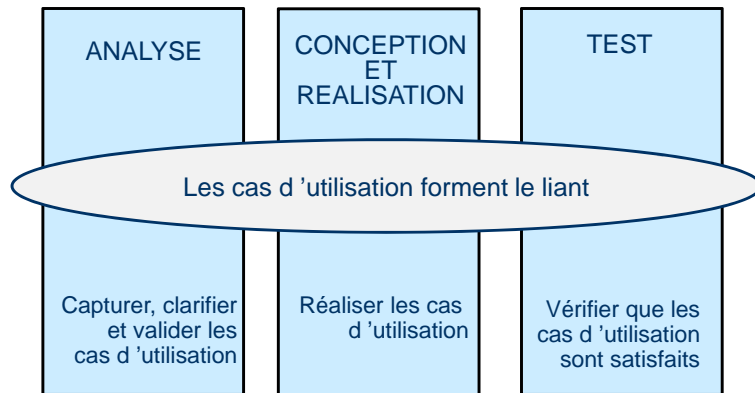 ANALYSE
CONCEPTION
ET
REALISATION
TEST
Les cas d ’utilisation forment le liant
Capturer, clarifier
et valider les
cas d ’utilisation
Réaliser les cas
d ’utilisation
Vérifier que les
cas d ’utilisation
sont satisfaits